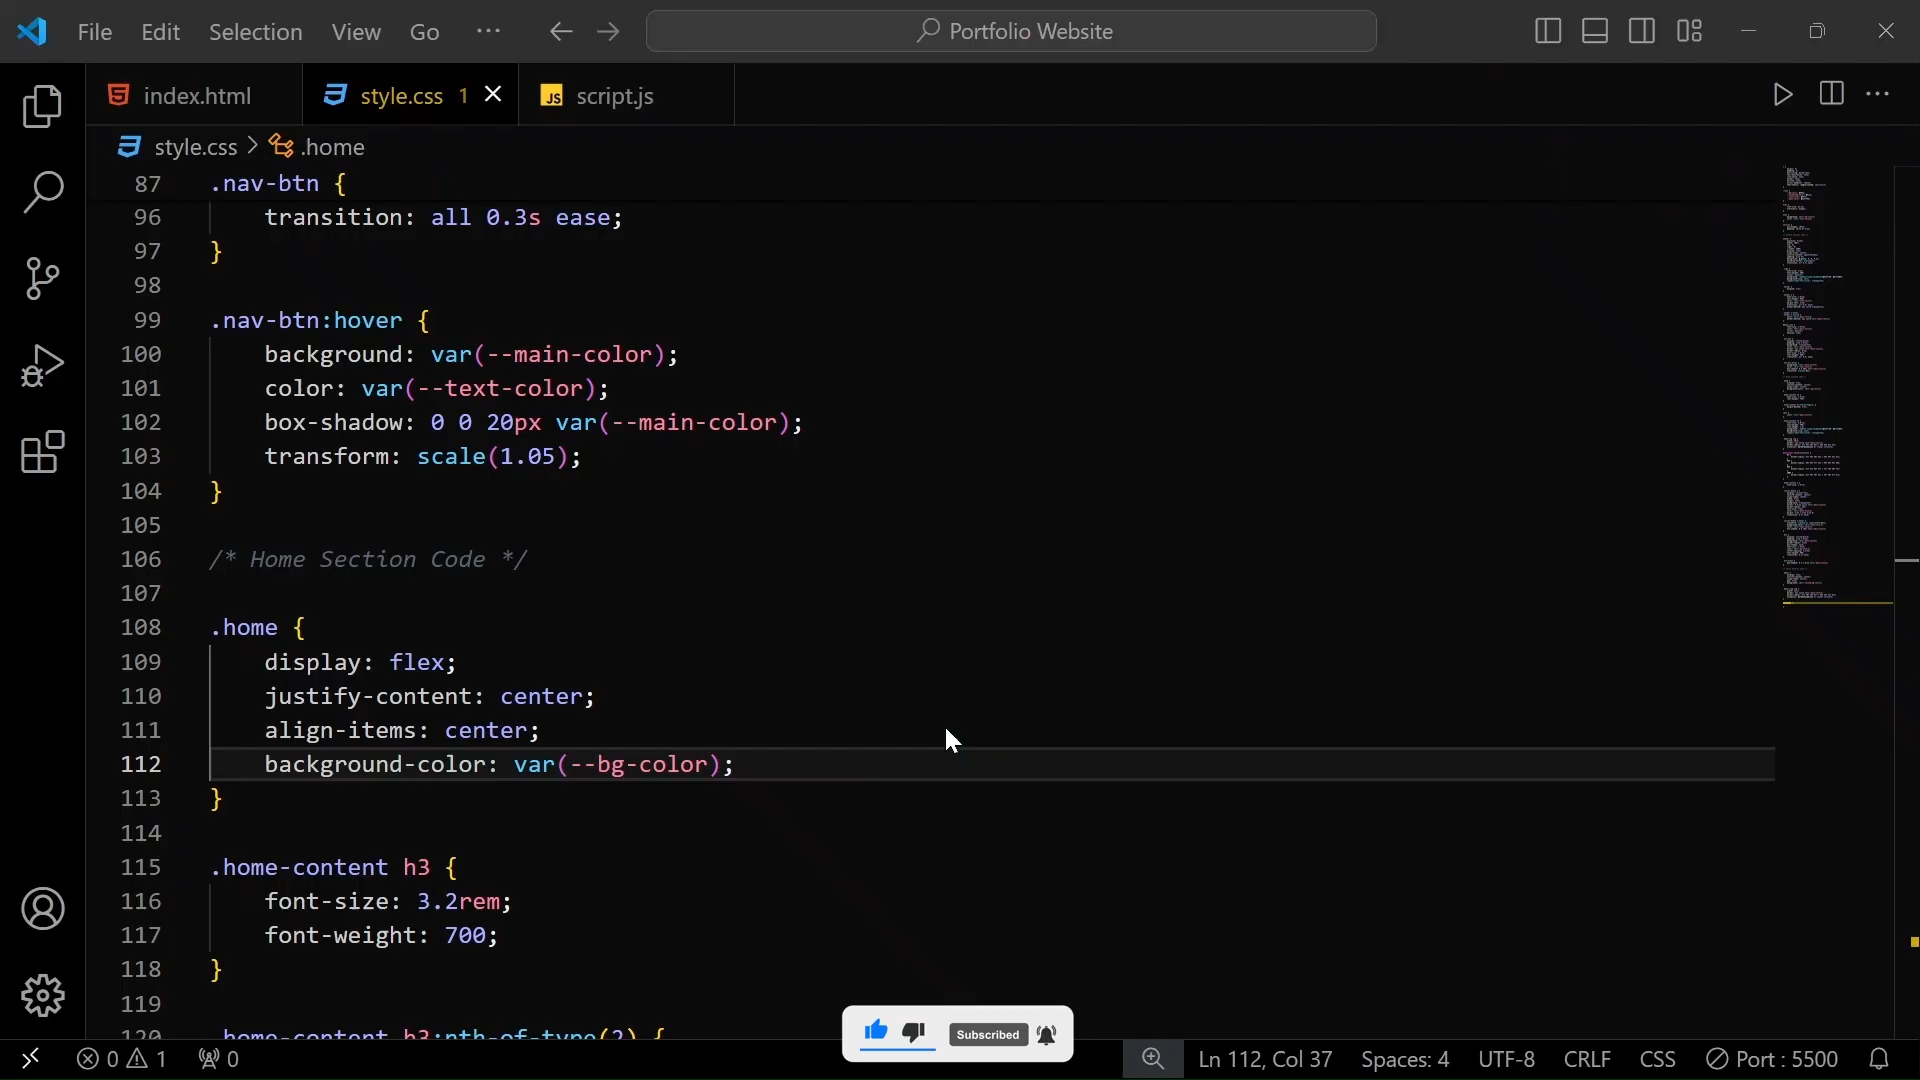 File Edit Selection View Go ··· Portfolio Website
index.html style.css 1 script.js
style.css > .home
87 .nav-btn {
96 transition: all 0.3s ease;
97 }
98
99 .nav-btn:hover {
100 background: var(--main-color);
101 color: var(--text-color);
102 box-shadow: 0 0 20px var(--main-color);
103 transform: scale(1.05);
104 }
105
106 /* Home Section Code */
107
108 .home {
109 display: flex;
110 justify-content: center;
111 align-items: center;
112 background-color: var(--bg-color);
113 }
114
115 .home-content h3 {
116 font-size: 3.2rem;
117 font-weight: 700;
118 }
119
120 .home-content h3:nth-of-type(2) {
Subscribed
0 1 0 Ln 112, Col 37 Spaces: 4 UTF-8 CRLF CSS Port : 5500